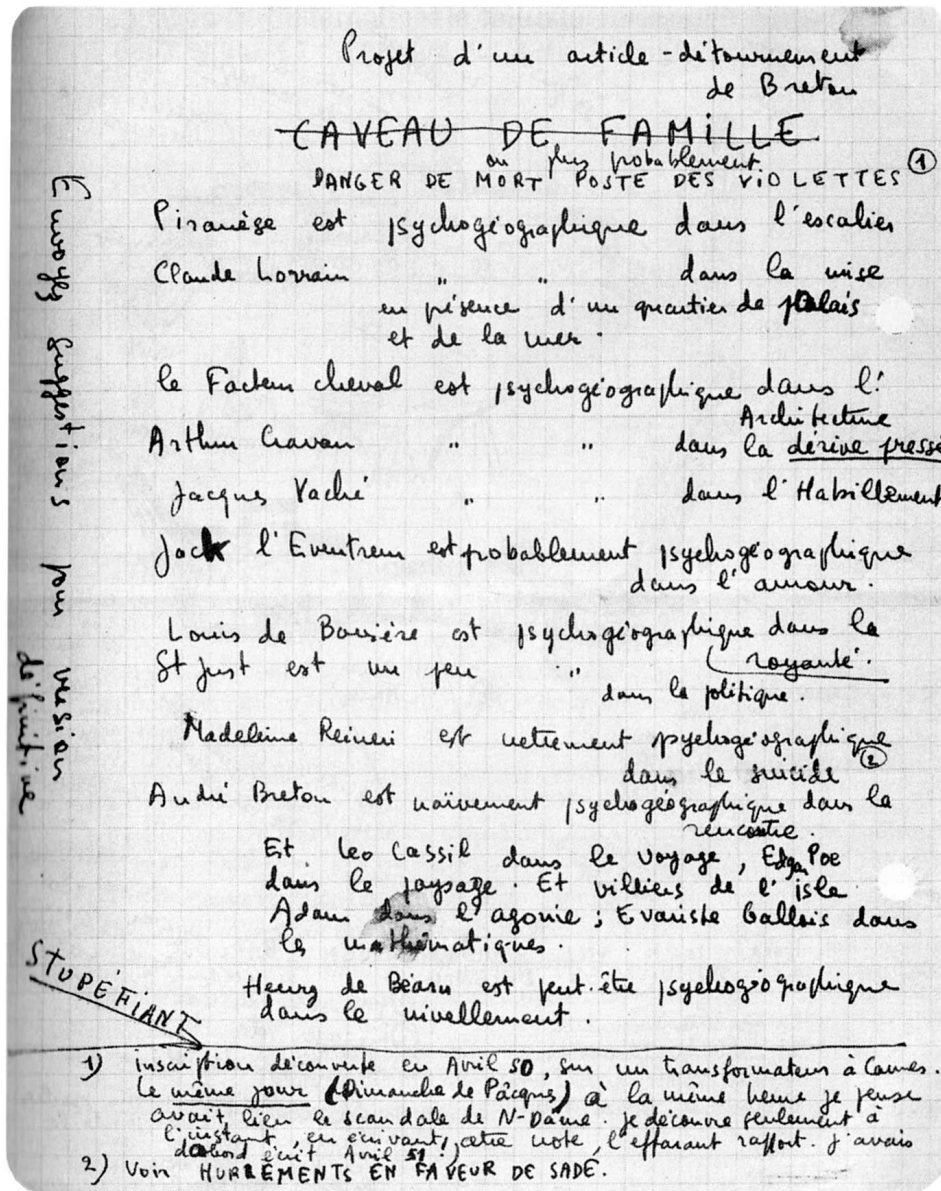 Projet d'un article-détournement
de Breton
CAVEAU DE FAMILLE
ou plus probablement
DANGER DE MORT POSTE DES VIOLETTES ①
Piranèse est psychogéographique dans l'escalier
Claude Lorrain " " dans la mise
en présence d'un quartier de palais
et de la mer.
le Facteur cheval est psychogéographique dans l'
Architecture
Arthur Cravan " " dans la dérive pressé
Jacques Vaché " " dans l'Habillement
Jack l'Eventreur est probablement psychogéographique
dans l'amour.
Louis de Bavière est psychogéographique dans la
royauté.
St Just est un peu "
dans la politique.
Madeleine Reineri est nettement psychogéographique
dans le suicide ②
André Breton est naïvement psychogéographique dans la
rencontre.
Et Leo Cassil dans le voyage, Edgar Poe
dans le paysage. Et villiers de l'isle
Adam dans l'agonie ; Evariste Gallois dans
les mathématiques.
Henry de Béarn est peut-être psychogéographique
dans le nivellement.
Envoyez suggestions pour version
définitive
STUPÉFIANT
1) inscription découverte en Avril 50, sur un transformateur à Cannes.
Le même jour (Dimanche de Pâques) à la même heure je pense
avait lieu le scandale de N-Dame. je découvre seulement à
l'instant, en écrivant cette note, l'effarant rapport. j'avais
d'abord écrit Avril 51 !)
2) Voir HURLEMENTS EN FAVEUR DE SADE.